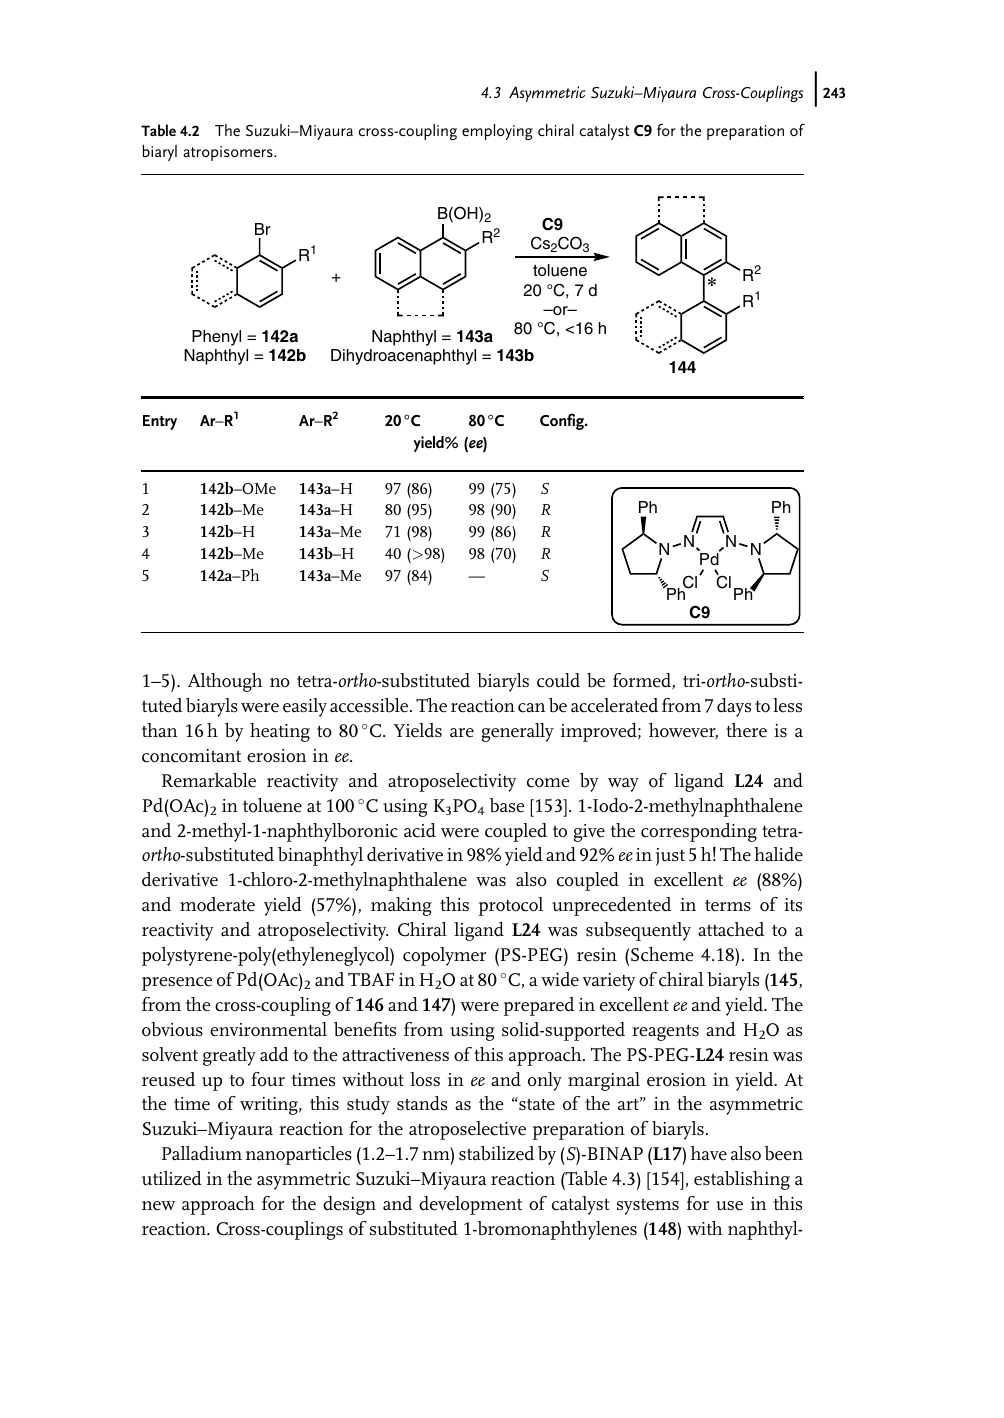 4.3 Asymmetric Suzuki–Miyaura Cross-Couplings 243
Table 4.2 The Suzuki–Miyaura cross-coupling employing chiral catalyst C9 for the preparation of
biaryl atropisomers.
Br
R1
Phenyl = 142a
Naphthyl = 142b
+
B(OH)2
R2
Naphthyl = 143a
Dihydroacenaphthyl = 143b
C9
Cs2CO3
toluene
20 °C, 7 d
–or–
80 °C, <16 h
*
R2
R1
144
Entry Ar–R1 Ar–R2 20 °C 80 °C Config.
yield% (ee)
1 142b–OMe 143a–H 97 (86) 99 (75) S
2 142b–Me 143a–H 80 (95) 98 (90) R
3 142b–H 143a–Me 71 (98) 99 (86) R
4 142b–Me 143b–H 40 (>98) 98 (70) R
5 142a–Ph 143a–Me 97 (84) — S
Ph Ph
N N N N
Pd
Cl Cl
Ph Ph
C9
1–5). Although no tetra-ortho-substituted biaryls could be formed, tri-ortho-substi-
tuted biaryls were easily accessible. The reaction can be accelerated from 7 days to less
than 16 h by heating to 80 °C. Yields are generally improved; however, there is a
concomitant erosion in ee.
Remarkable reactivity and atroposelectivity come by way of ligand L24 and
Pd(OAc)2 in toluene at 100 °C using K3PO4 base [153]. 1-Iodo-2-methylnaphthalene
and 2-methyl-1-naphthylboronic acid were coupled to give the corresponding tetra-
ortho-substituted binaphthyl derivative in 98% yield and 92% ee in just 5 h! The halide
derivative 1-chloro-2-methylnaphthalene was also coupled in excellent ee (88%)
and moderate yield (57%), making this protocol unprecedented in terms of its
reactivity and atroposelectivity. Chiral ligand L24 was subsequently attached to a
polystyrene-poly(ethyleneglycol) copolymer (PS-PEG) resin (Scheme 4.18). In the
presence of Pd(OAc)2 and TBAF in H2O at 80 °C, a wide variety of chiral biaryls (145,
from the cross-coupling of 146 and 147) were prepared in excellent ee and yield. The
obvious environmental benefits from using solid-supported reagents and H2O as
solvent greatly add to the attractiveness of this approach. The PS-PEG-L24 resin was
reused up to four times without loss in ee and only marginal erosion in yield. At
the time of writing, this study stands as the “state of the art” in the asymmetric
Suzuki–Miyaura reaction for the atroposelective preparation of biaryls.
Palladium nanoparticles (1.2–1.7 nm) stabilized by (S)-BINAP (L17) have also been
utilized in the asymmetric Suzuki–Miyaura reaction (Table 4.3) [154], establishing a
new approach for the design and development of catalyst systems for use in this
reaction. Cross-couplings of substituted 1-bromonaphthylenes (148) with naphthyl-